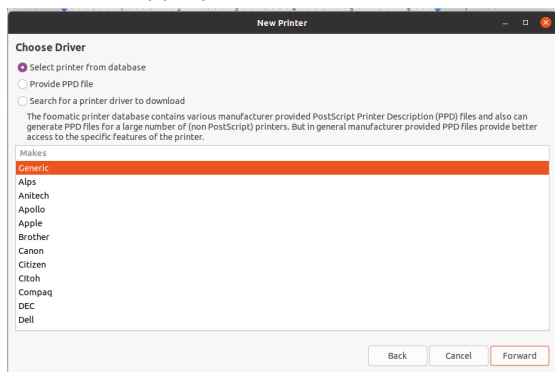 New Printer
Choose Driver
Select printer from database
Provide PPD file
Search for a printer driver to download
The foomatic printer database contains various manufacturer provided PostScript Printer Description (PPD) files and also can
generate PPD files for a large number of (non PostScript) printers. But in general manufacturer provided PPD files provide better
access to the specific features of the printer.
Makes
Generic
Alps
Anitech
Apollo
Apple
Brother
Canon
Citizen
CItoh
Compaq
DEC
Dell
Back Cancel Forward